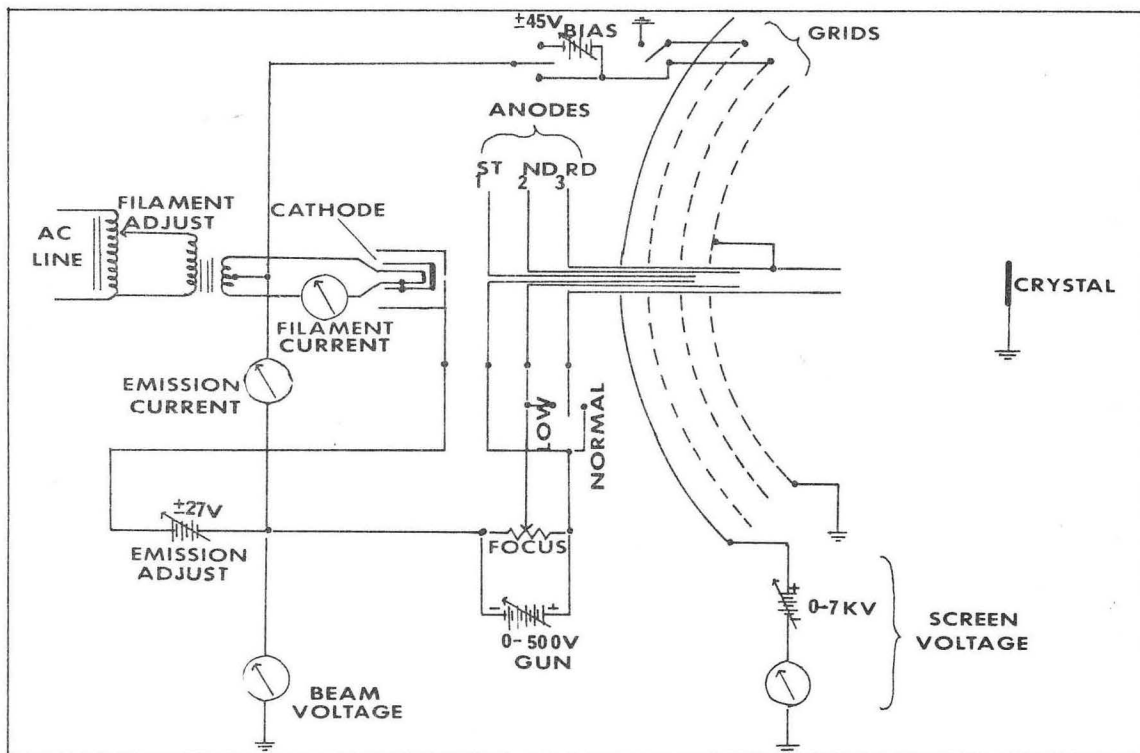 ±45V
BIAS
GRIDS
ANODES
ST ND RD
1 2 3
FILAMENT
ADJUST
CATHODE
AC
LINE
CRYSTAL
FILAMENT
CURRENT
EMISSION
CURRENT
LOW
NORMAL
±27V
EMISSION
ADJUST
FOCUS
- +
0-500V
GUN
+
0-7KV
SCREEN
VOLTAGE
BEAM
VOLTAGE